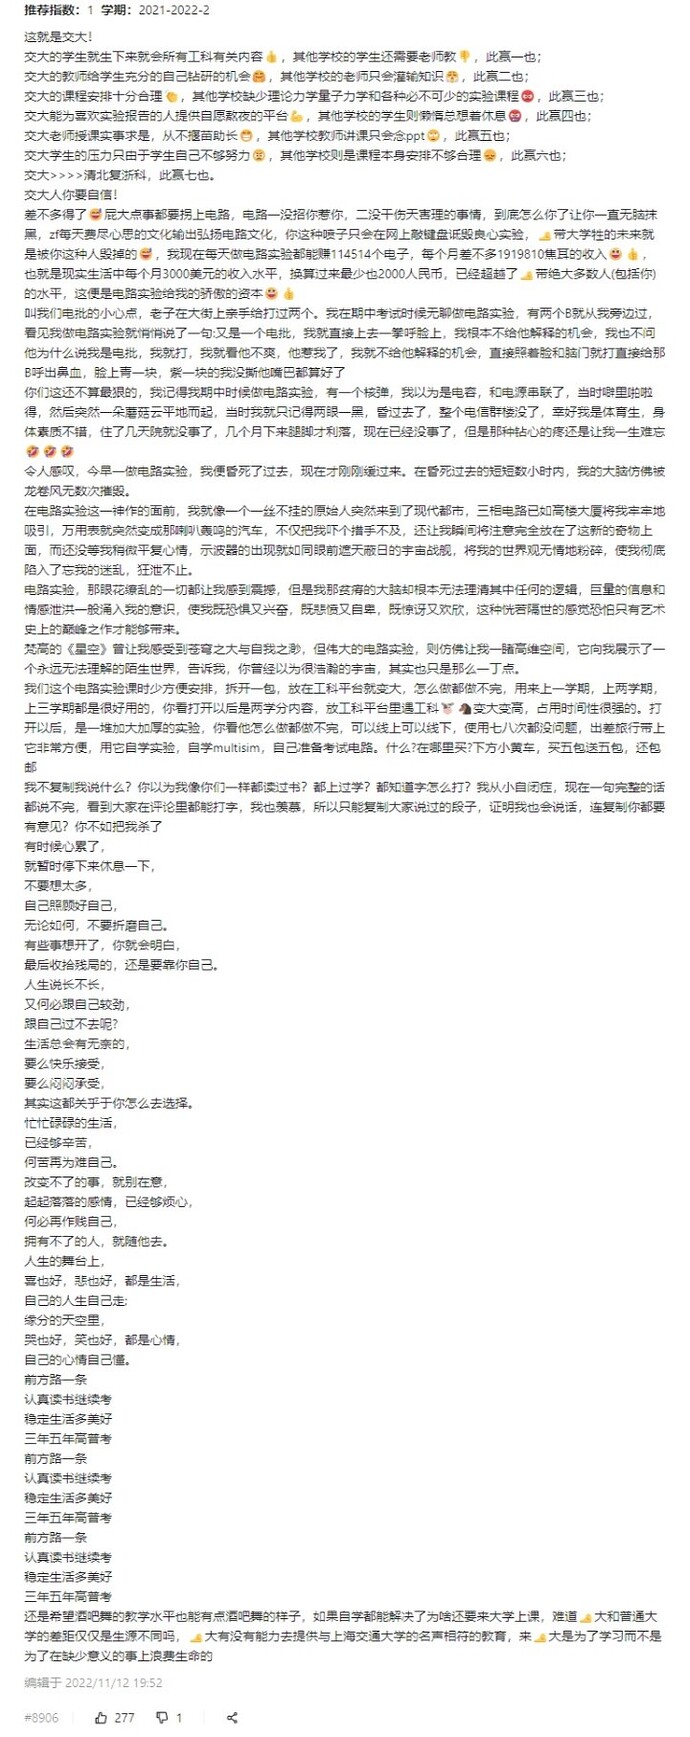 推荐指数：1 学期：2021-2022-2
这就是交大！
交大的学生就生下来就会所有工科有关内容👍，其他学校的学生还需要老师教👎，此赢一也；
交大的教师给学生充分的自己钻研的机会🤗，其他学校的老师只会灌输知识😤，此赢二也；
交大的课程安排十分合理👏，其他学校缺少理论力学量子力学和各种必不可少的实验课程😡，此赢三也；
交大能为喜欢实验报告的人提供自愿熬夜的平台💪，其他学校的学生则懒惰总想着休息😡，此赢四也；
交大老师授课实事求是，从不揠苗助长😁，其他学校教师讲课只会念ppt🙄，此赢五也；
交大学生的压力只由于学生自己不够努力😟，其他学校则是课程本身安排不够合理😠，此赢六也；
交大>>>>清北复浙科，此赢七也。
交大人你要自信！
差不多得了😅屁大点事都要拐上电路，电路一没招你惹你，二没干伤天害理的事情，到底怎么你了让你一直无脑抹
黑，zf每天费尽心思的文化输出弘扬电路文化，你这种喷子只会在网上敲键盘诋毁良心实验，🦶带大学牲的未来就
是被你这种人毁掉的😅，我现在每天做电路实验都能赚114514个电子，每个月差不多1919810焦耳的收入😃👍，
也就是现实生活中每个月3000美元的收入水平，换算过来最少也2000人民币，已经超越了🦶带绝大多数人(包括你)
的水平，这便是电路实验给我的骄傲的资本😃👍
叫我们电批的小心点，老子在大街上亲手给打过两个。我在期中考试时候无聊做电路实验，有两个B就从我旁边过，
看见我做电路实验就悄悄说了一句:又是一个电批，我就直接上去一拳呼脸上，我根本不给他解释的机会，我也不问
他为什么说我是电批，我就打，我就看他不爽，他惹我了，我就不给他解释的机会，直接照着脸和脑门就打直接给那
B呼出鼻血，脸上青一块，紫一块的我没撕他嘴巴都算好了
你们这还不算最狠的，我记得我期中时候做电路实验，有一个核弹，我以为是电容，和电源串联了，当时噼里啪啦
得，然后突然一朵蘑菇云平地而起，当时我就只记得两眼一黑，昏过去了，整个电信群楼没了，幸好我是体育生，身
体素质不错，住了几天院就没事了，几个月下来腿脚才利落，现在已经没事了，但是那种钻心的疼还是让我一生难忘
🤣🤣🤣
令人感叹，今早一做电路实验，我便昏死了过去，现在才刚刚缓过来。在昏死过去的短短数小时内，我的大脑仿佛被
龙卷风无数次摧毁。
在电路实验这一神作的面前，我就像一个一丝不挂的原始人突然来到了现代都市，三相电路已如高楼大厦将我牢牢地
吸引，万用表就突然变成那喇叭轰鸣的汽车，不仅把我吓个措手不及，还让我瞬间将注意完全放在了这新的奇物上
面，而还没等我稍微平复心情，示波器的出现就如同眼前遮天蔽日的宇宙战舰，将我的世界观无情地粉碎，使我彻底
陷入了忘我的迷乱，狂泄不止。
电路实验，那眼花缭乱的一切都让我感到震撼，但是我那贫瘠的大脑却根本无法理清其中任何的逻辑，巨量的信息和
情感泄洪一般涌入我的意识，使我既恐惧又兴奋，既悲愤又自卑，既惊讶又欢欣，这种恍若隔世的感觉恐怕只有艺术
史上的巅峰之作才能够带来。
梵高的《星空》曾让我感受到苍穹之大与自我之渺，但伟大的电路实验，则仿佛让我一睹高维空间，它向我展示了一
个永远无法理解的陌生世界，告诉我，你曾经以为很浩瀚的宇宙，其实也只是那么一丁点。
我们这个电路实验课时少方便安排，拆开一包，放在工科平台就变大，怎么做都做不完，用来上一学期，上两学期，
上三学期都是很好用的，你看打开以后是两学分内容，放工科平台里遇工科🐮🐴变大变高，占用时间性很强的。打
开以后，是一堆加大加厚的实验，你看他怎么做都做不完，可以线上可以线下，使用七八次都没问题，出差旅行带上
它非常方便，用它自学实验，自学multisim，自己准备考试电路。什么?在哪里买?下方小黄车，买五包送五包，还包
邮
我不复制我说什么？你以为我像你们一样都读过书？都上过学？都知道字怎么打？我从小自闭症，现在一句完整的话
都说不完，看到大家在评论里都能打字，我也羡慕，所以只能复制大家说过的段子，证明我也会说话，连复制你都要
有意见？你不如把我杀了
有时候心累了，
就暂时停下来休息一下，
不要想太多，
自己照顾好自己，
无论如何，不要折磨自己。
有些事想开了，你就会明白，
最后收拾残局的，还是要靠你自己。
人生说长不长，
又何必跟自己较劲，
跟自己过不去呢?
生活总会有无奈的，
要么快乐接受，
要么闷闷承受，
其实这都关乎于你怎么去选择。
忙忙碌碌的生活，
已经够辛苦，
何苦再为难自己。
改变不了的事，就别在意，
起起落落的感情，已经够烦心，
何必再作贱自己，
拥有不了的人，就随他去。
人生的舞台上，
喜也好，悲也好，都是生活，
自己的人生自己走;
缘分的天空里，
哭也好，笑也好，都是心情，
自己的心情自己懂。
前方路一条
认真读书继续考
稳定生活多美好
三年五年高普考
前方路一条
认真读书继续考
稳定生活多美好
三年五年高普考
前方路一条
认真读书继续考
稳定生活多美好
三年五年高普考
还是希望酒吧舞的教学水平也能有点酒吧舞的样子，如果自学都能解决了为啥还要来大学上课，难道🦶大和普通大
学的差距仅仅是生源不同吗，🦶大有没有能力去提供与上海交通大学的名声相符的教育，来🦶大是为了学习而不是
为了在缺少意义的事上浪费生命的
编辑于 2022/11/12 19:52
#8906 277 1